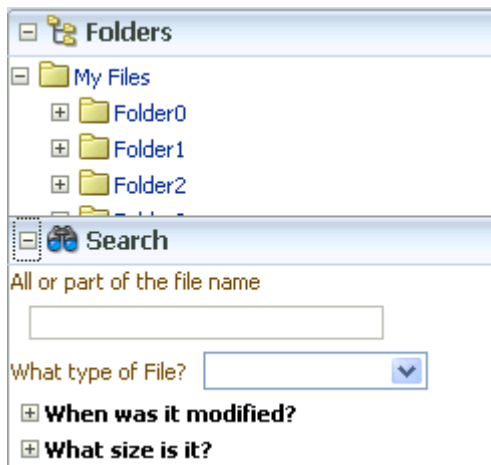 Folders
My Files
Folder0
Folder1
Folder2
Search
All or part of the file name
What type of File?
When was it modified?
What size is it?